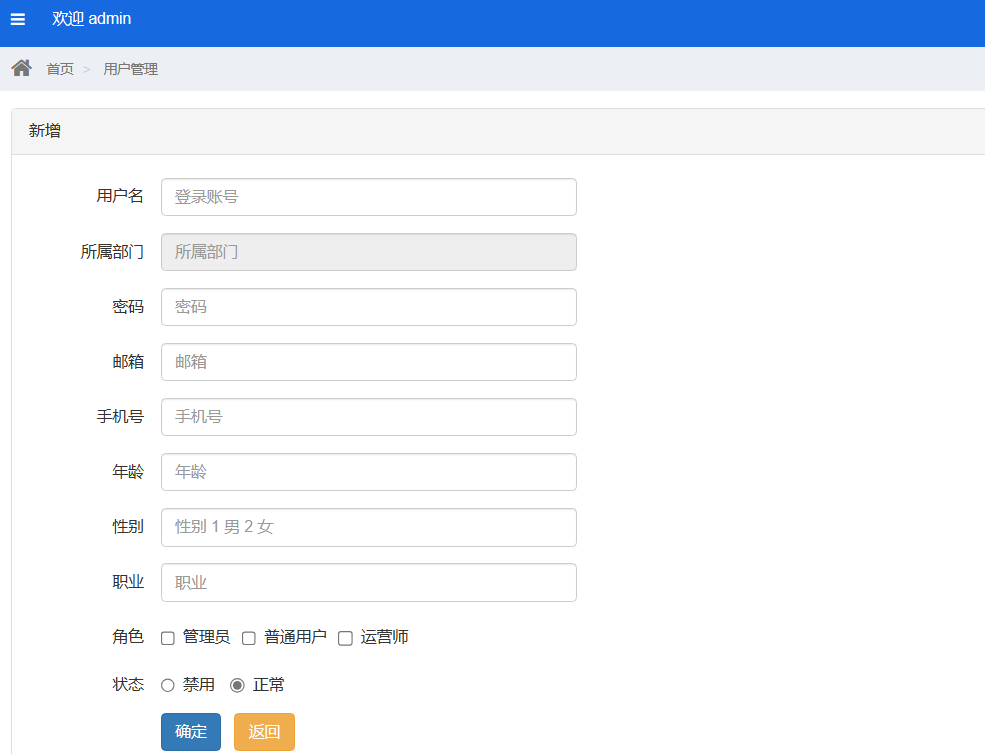 欢迎 admin
首页 > 用户管理
新增
用户名 登录账号
所属部门 所属部门
密码 密码
邮箱 邮箱
手机号 手机号
年龄 年龄
性别 性别 1 男 2 女
职业 职业
角色 管理员 普通用户 运营师
状态 禁用 正常
确定 返回